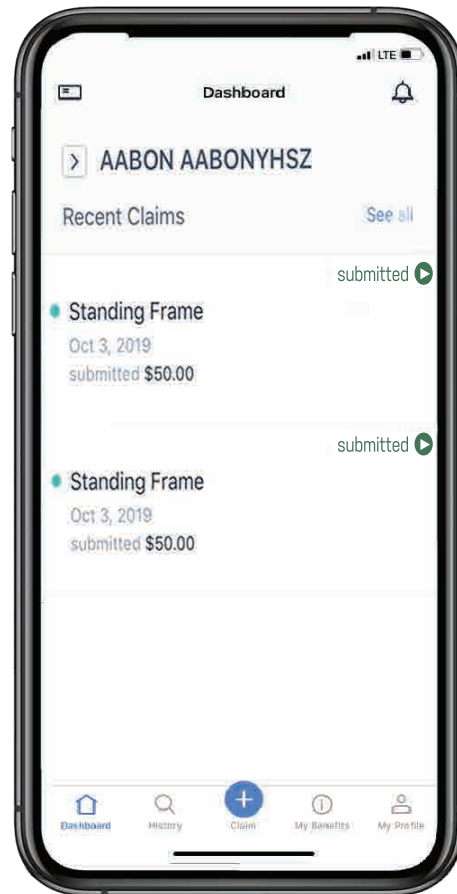 LTE
Dashboard
AABON AABONYHSZ
Recent Claims See all
submitted
Standing Frame
Oct 3, 2019
submitted $50.00
submitted
Standing Frame
Oct 3, 2019
submitted $50.00
Dashboard History Claim My Benefits My Profile